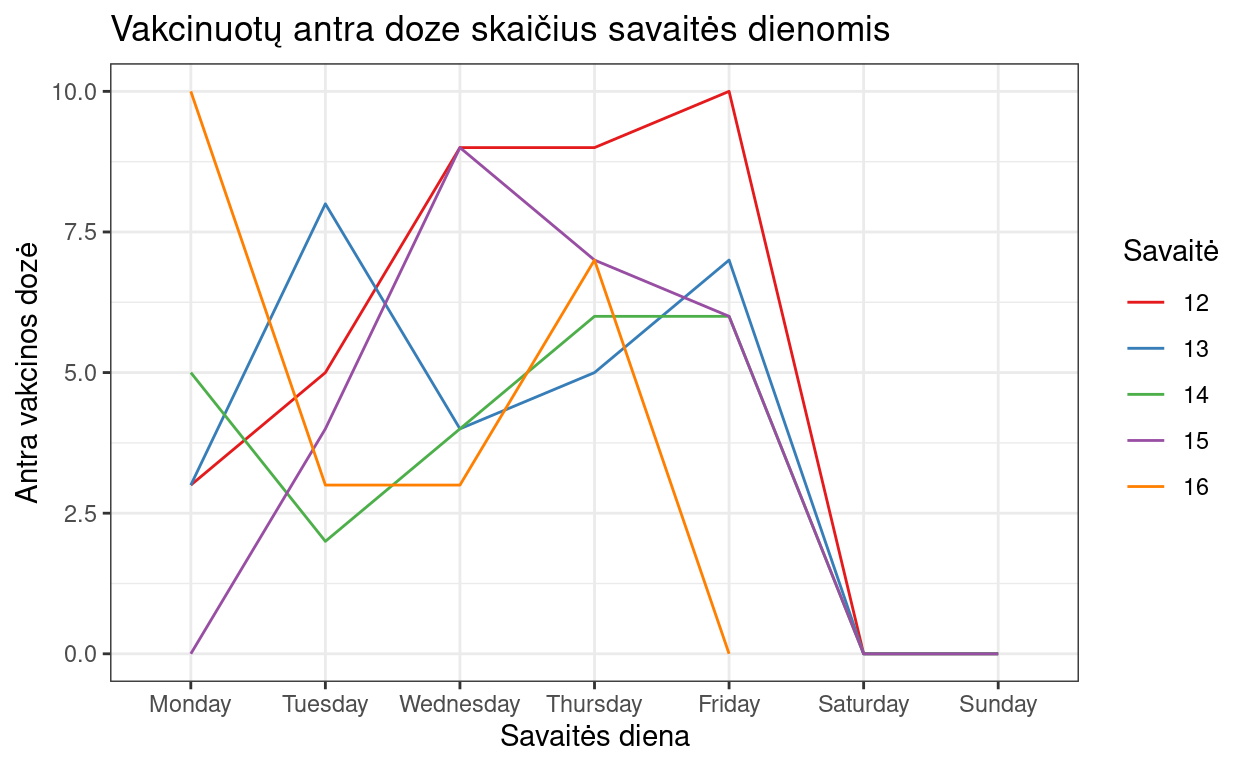 Vakcinuotų antra doze skaičius savaitės dienomis
Antra vakcinos dozė
10.0
7.5
5.0
2.5
0.0
Monday Tuesday Wednesday Thursday Friday Saturday Sunday
Savaitės diena
Savaitė
12
13
14
15
16